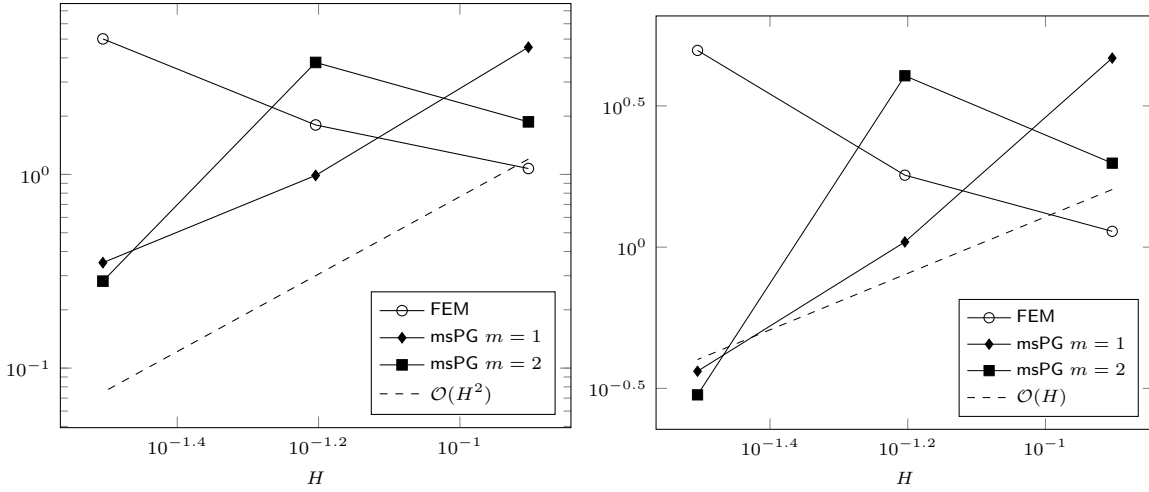 10^0
10^{-1}
10^{-1.4}
10^{-1.2}
10^{-1}
H
FEM
msPG m = 1
msPG m = 2
O(H^2)
10^{0.5}
10^0
10^{-0.5}
10^{-1.4}
10^{-1.2}
10^{-1}
H
FEM
msPG m = 1
msPG m = 2
O(H)